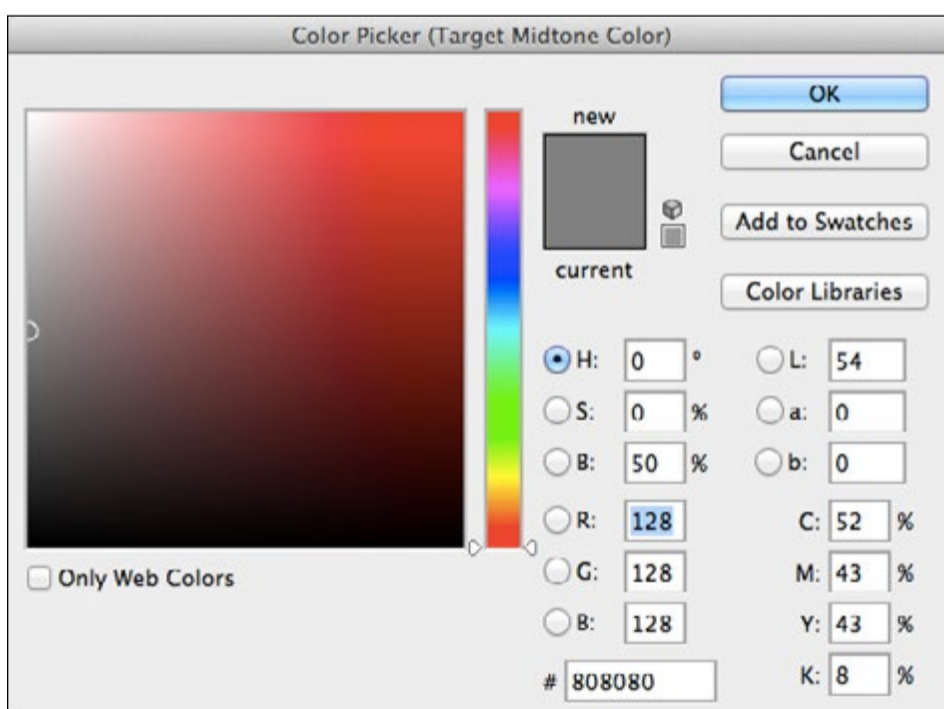 Color Picker (Target Midtone Color)
OK
new
Cancel
Add to Swatches
current
Color Libraries
H: 0 °
L: 54
S: 0 %
a: 0
B: 50 %
b: 0
R: 128
C: 52 %
Only Web Colors
G: 128
M: 43 %
B: 128
Y: 43 %
# 808080
K: 8 %